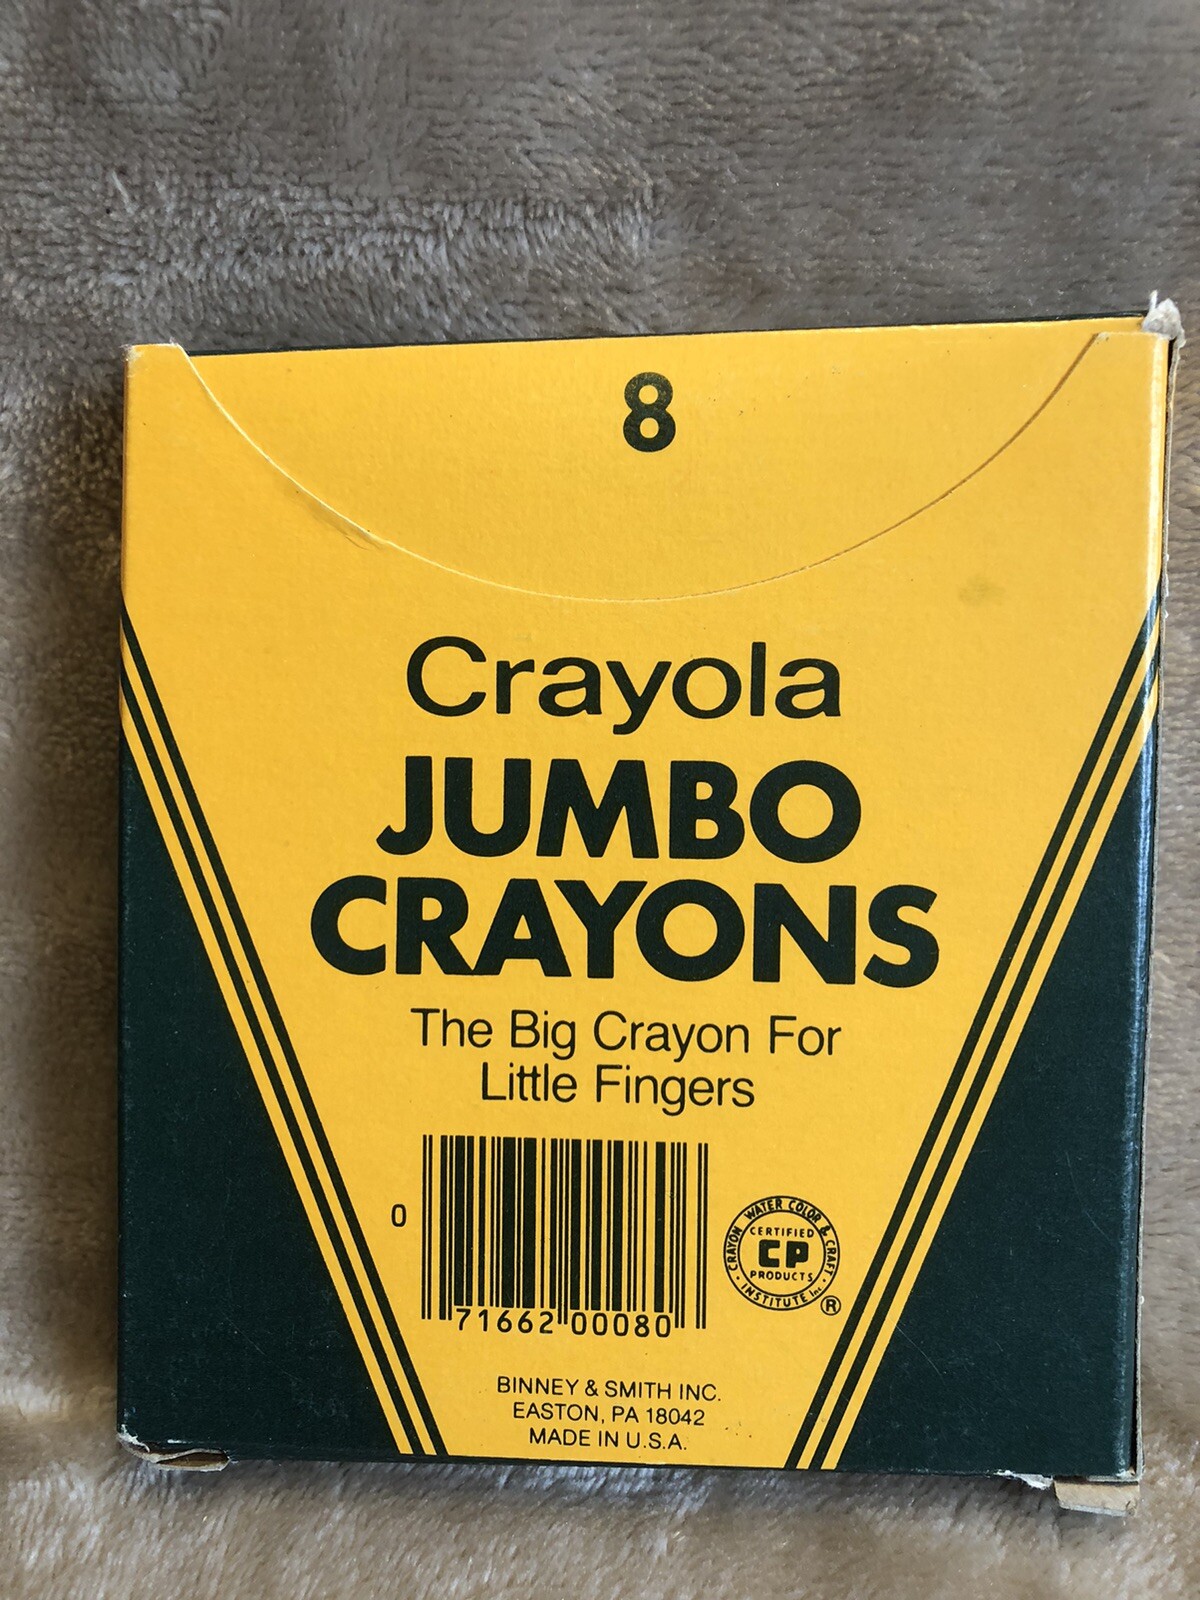 8
Crayola
JUMBO
CRAYONS
The Big Crayon For
Little Fingers
0
71662 00080
CRAYON WATER COLOR & CRAFT
CERTIFIED
CP
PRODUCTS
INSTITUTE Inc.
®
BINNEY & SMITH INC.
EASTON, PA 18042
MADE IN U.S.A.